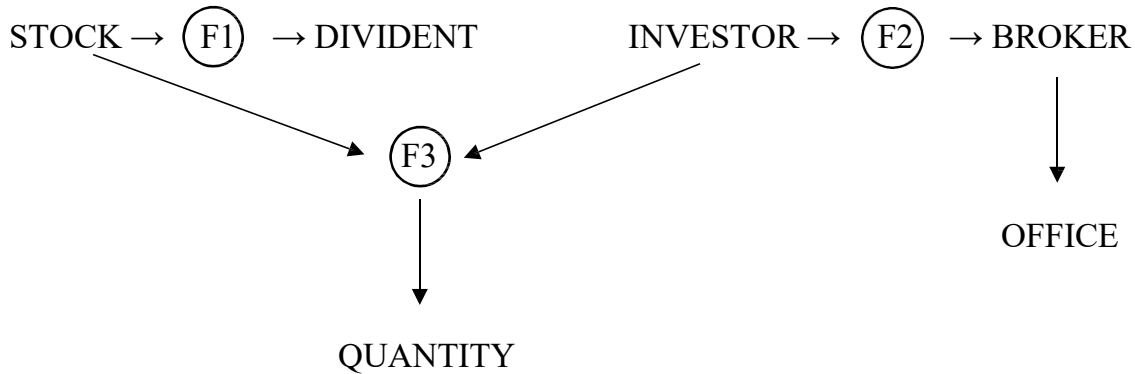 STOCK → F1 → DIVIDENT INVESTOR → F2 → BROKER
F3
OFFICE
QUANTITY